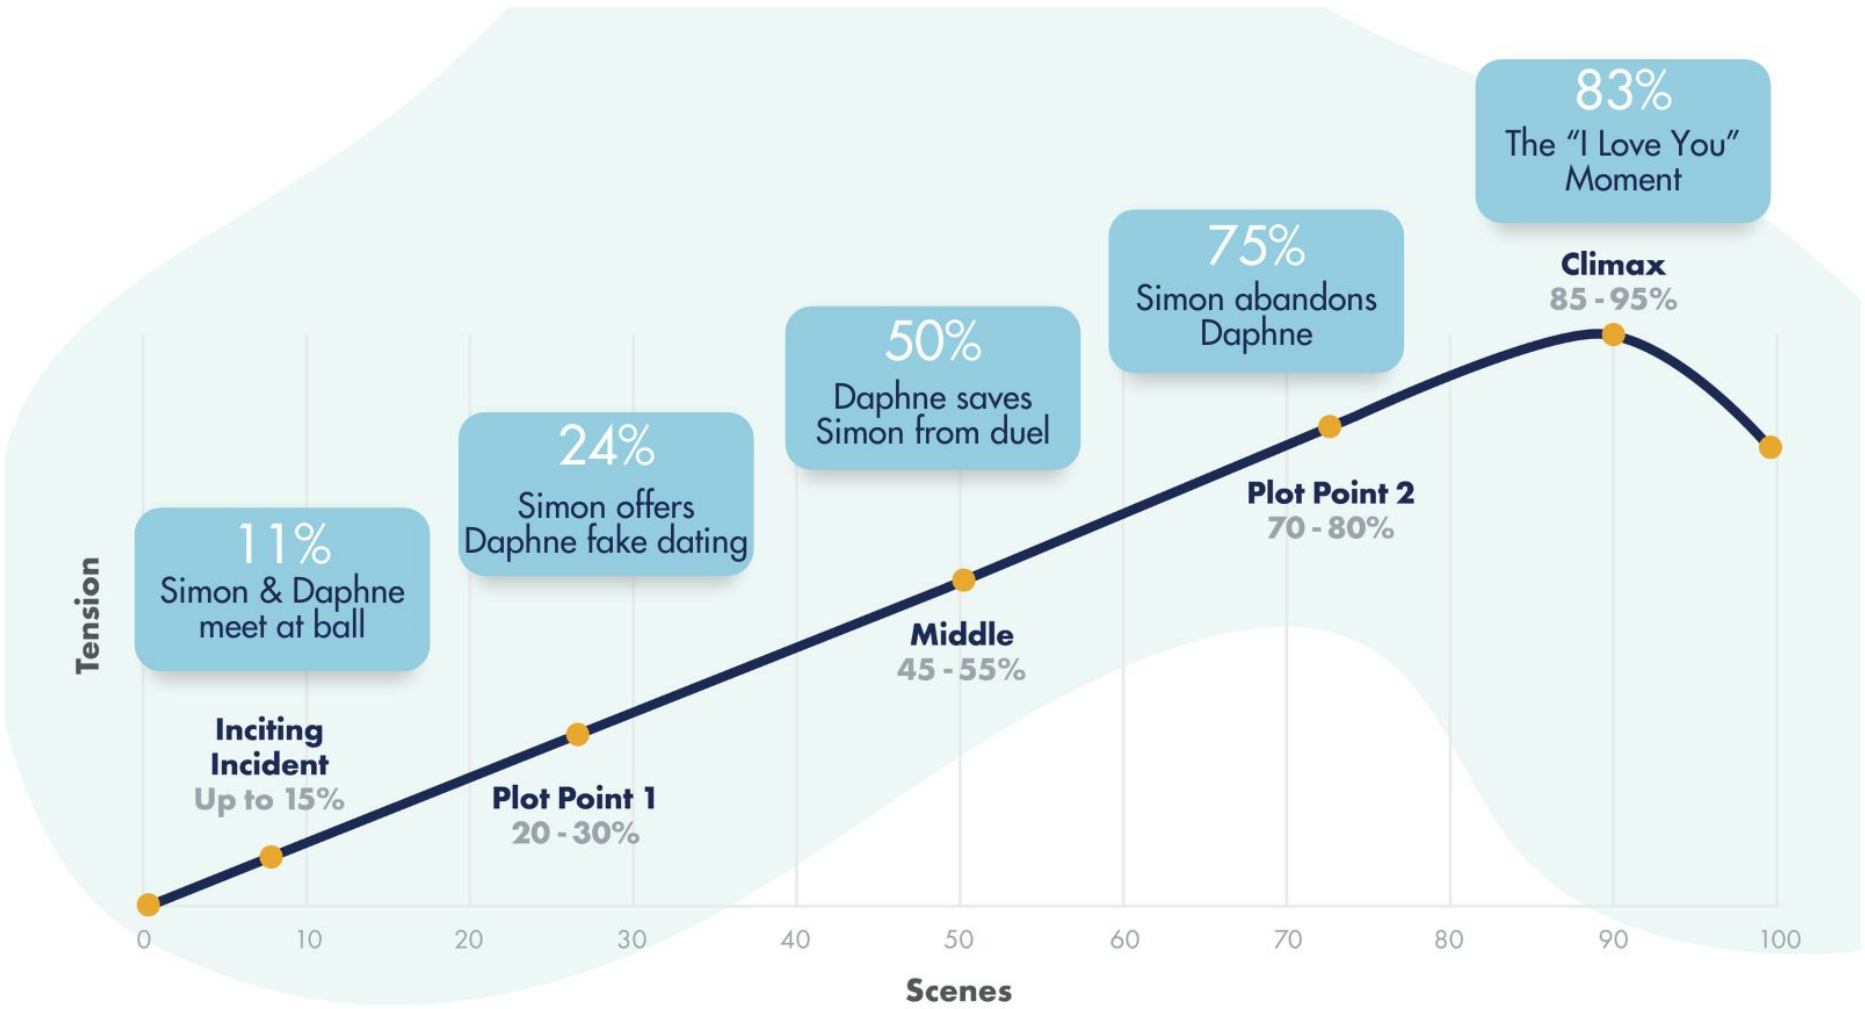 83%
The “I Love You”
Moment
Climax
85 - 95%
75%
Simon abandons
Daphne
Plot Point 2
70 - 80%
50%
Daphne saves
Simon from duel
Middle
45 - 55%
24%
Simon offers
Daphne fake dating
Plot Point 1
20 - 30%
11%
Simon & Daphne
meet at ball
Inciting
Incident
Up to 15%
Tension
0 10 20 30 40 50 60 70 80 90 100
Scenes